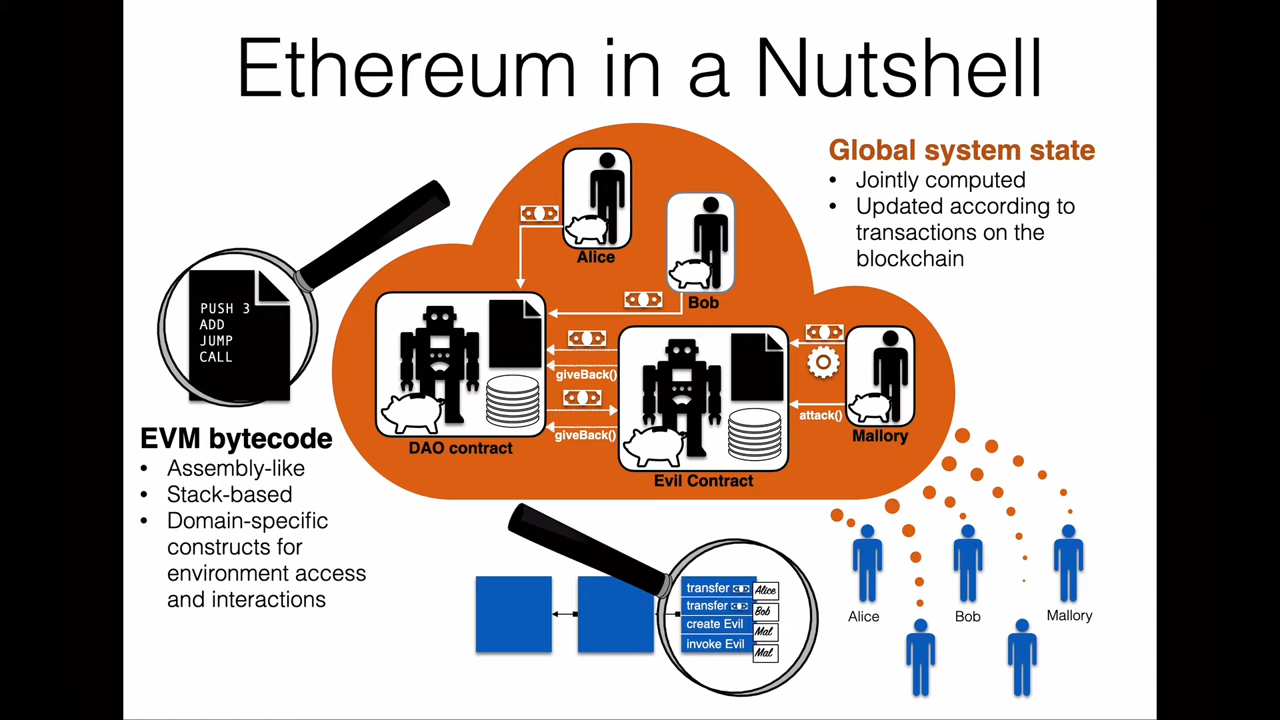 Ethereum in a Nutshell
Global system state
• Jointly computed
• Updated according to
transactions on the
blockchain
Alice
Bob
PUSH 3
ADD
JUMP
CALL
giveBack()
giveBack()
attack()
DAO contract
Mallory
Evil Contract
EVM bytecode
• Assembly-like
• Stack-based
• Domain-specific
constructs for
environment access
and interactions
transfer Alice
transfer Bob
create Evil Mal
invoke Evil Mal
Alice
Bob
Mallory